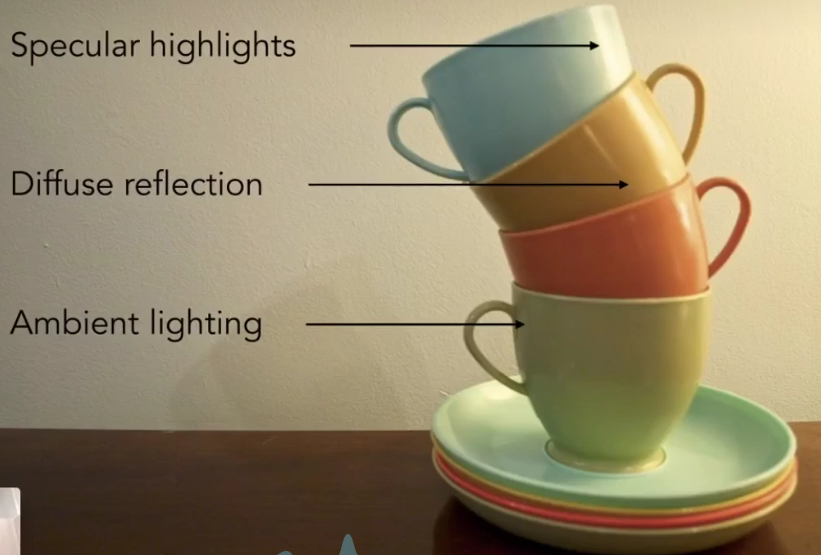 Specular highlights
Diffuse reflection
Ambient lighting